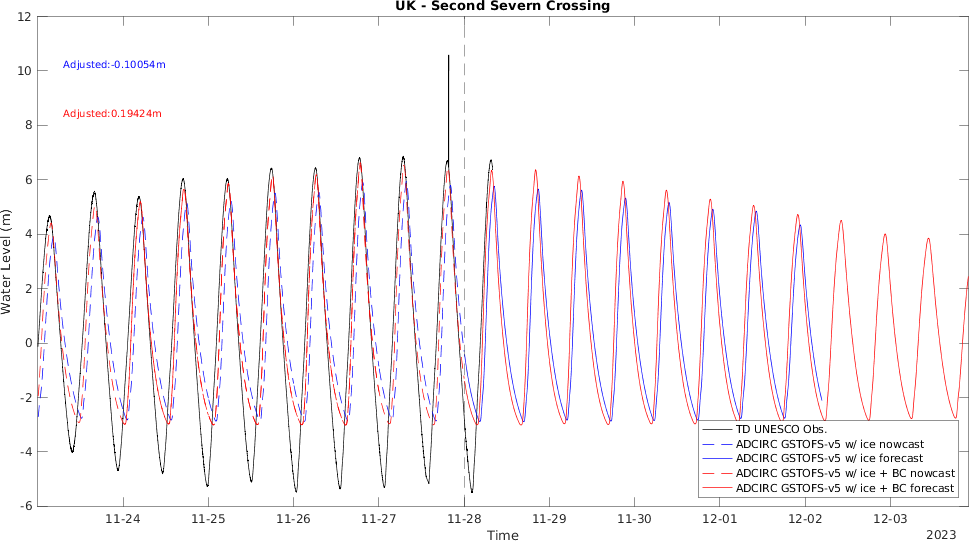 UK - Second Severn Crossing
12
10
8
6
4
2
0
-2
-4
-6
Water Level (m)
Adjusted:-0.10054m
Adjusted:0.19424m
TD UNESCO Obs.
ADCIRC GSTOFS-v5 w/ ice nowcast
ADCIRC GSTOFS-v5 w/ ice forecast
ADCIRC GSTOFS-v5 w/ ice + BC nowcast
ADCIRC GSTOFS-v5 w/ ice + BC forecast
11-24 11-25 11-26 11-27 11-28 11-29 11-30 12-01 12-02 12-03
Time
2023